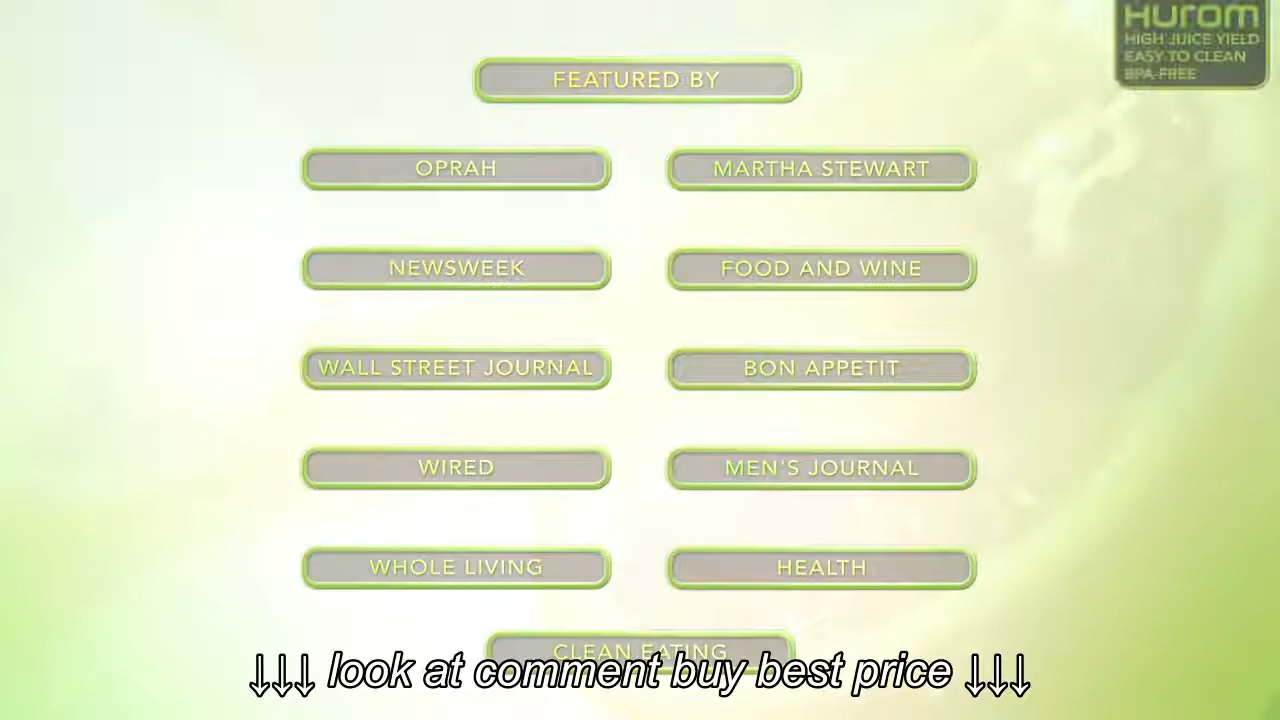 HUROM
HIGH JUICE YIELD
EASY TO CLEAN
BPA-FREE
FEATURED BY
OPRAH
MARTHA STEWART
NEWSWEEK
FOOD AND WINE
WALL STREET JOURNAL
BON APPETIT
WIRED
MEN'S JOURNAL
WHOLE LIVING
HEALTH
CLEAN EATING
↓↓↓ look at comment buy best price ↓↓↓